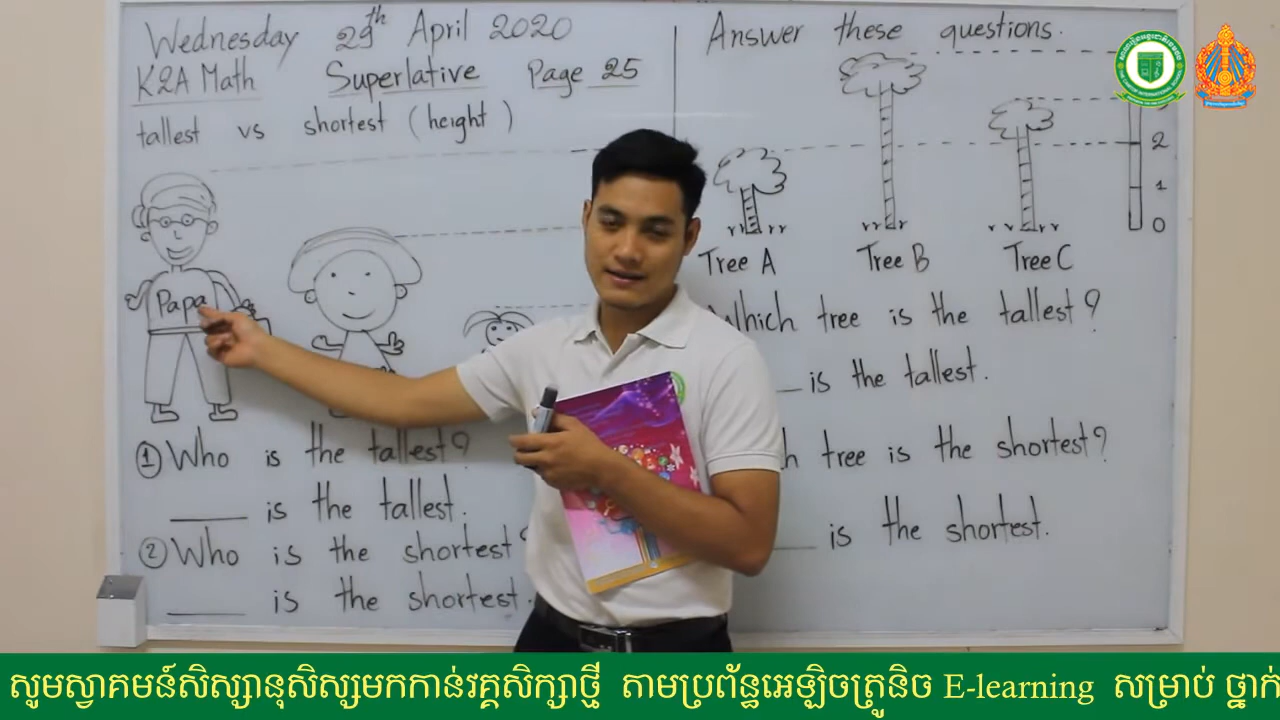 Wednesday 29th April 2020
K2A Math Superlative Page 25
tallest vs shortest (height)
Papa
① Who is the tallest?
____ is the tallest.
② Who is the shortest?
____ is the shortest.
Answer these questions.
2
1
0
Tree A Tree B Tree C
Which tree is the tallest?
__ is the tallest.
h tree is the shortest?
___ is the shortest.
សូមស្វាគមន៍សិស្សានុសិស្សមកកាន់វគ្គសិក្សាថ្មី តាមប្រព័ន្ធអេឡិចត្រូនិច E-learning សម្រាប់ ថ្នាក់